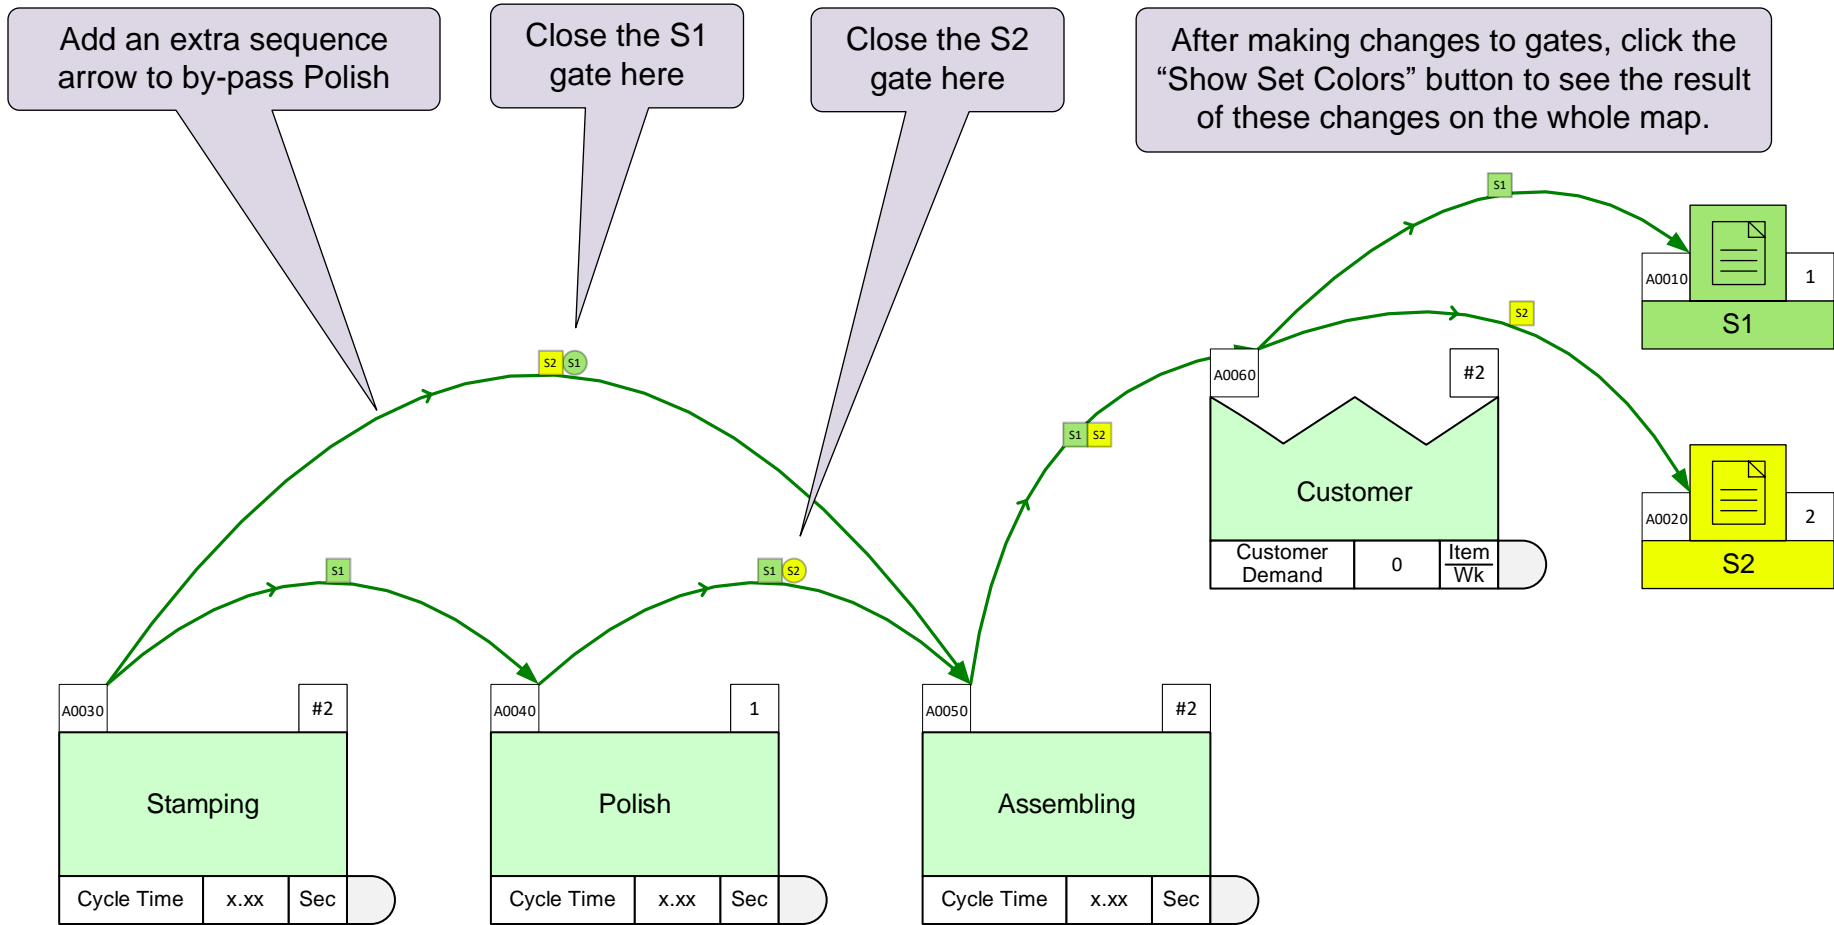 Add an extra sequence
arrow to by-pass Polish
Close the S1
gate here
Close the S2
gate here
After making changes to gates, click the
“Show Set Colors” button to see the result
of these changes on the whole map.
S1
A0010
1
S1
S2
A0020
2
S2
A0060
#2
Customer
Customer
Demand
0
Item
Wk
S1 S2
S2 S1
S1
S1 S2
A0030
#2
Stamping
Cycle Time
x.xx
Sec
A0040
1
Polish
Cycle Time
x.xx
Sec
A0050
#2
Assembling
Cycle Time
x.xx
Sec